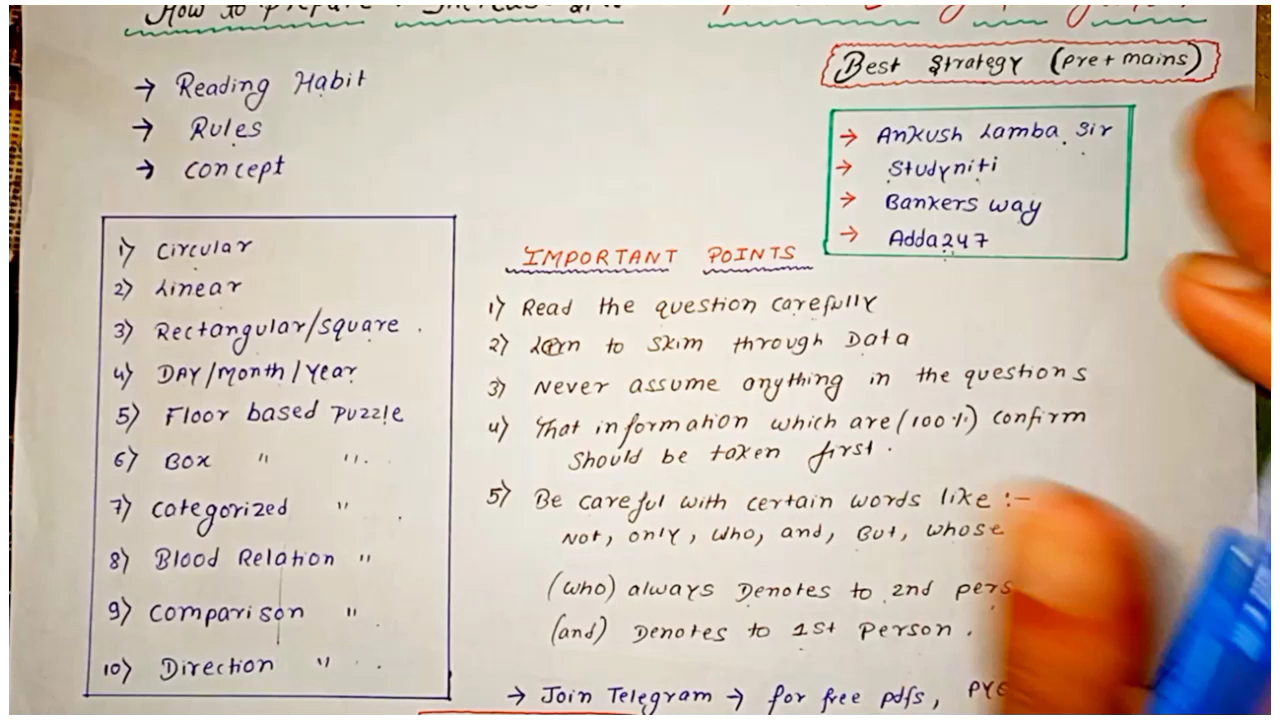 How to prepare
Best Strategy (pre + mains)
→ Reading Habit
→ Rules
→ concept
→ Ankush Lamba Sir
→ Studyniti
→ Bankers way
→ Adda247
1) Circular
2) Linear
3) Rectangular/square.
4) DAY/month/year
5) Floor based puzzle
6) Box " ".
7) categorized " .
8) Blood Relation "
9) comparison "
10) Direction " .
IMPORTANT POINTS
1) Read the question carefully
2) Learn to skim through Data
3) Never assume anything in the questions
4) That information which are (100%) confirm
should be taken first.
5) Be careful with certain words like :-
Not, only, who, and, But, whose
(who) always Denotes to 2nd pers
(and) Denotes to 1st Person.
→ Join Telegram → for free pdfs,